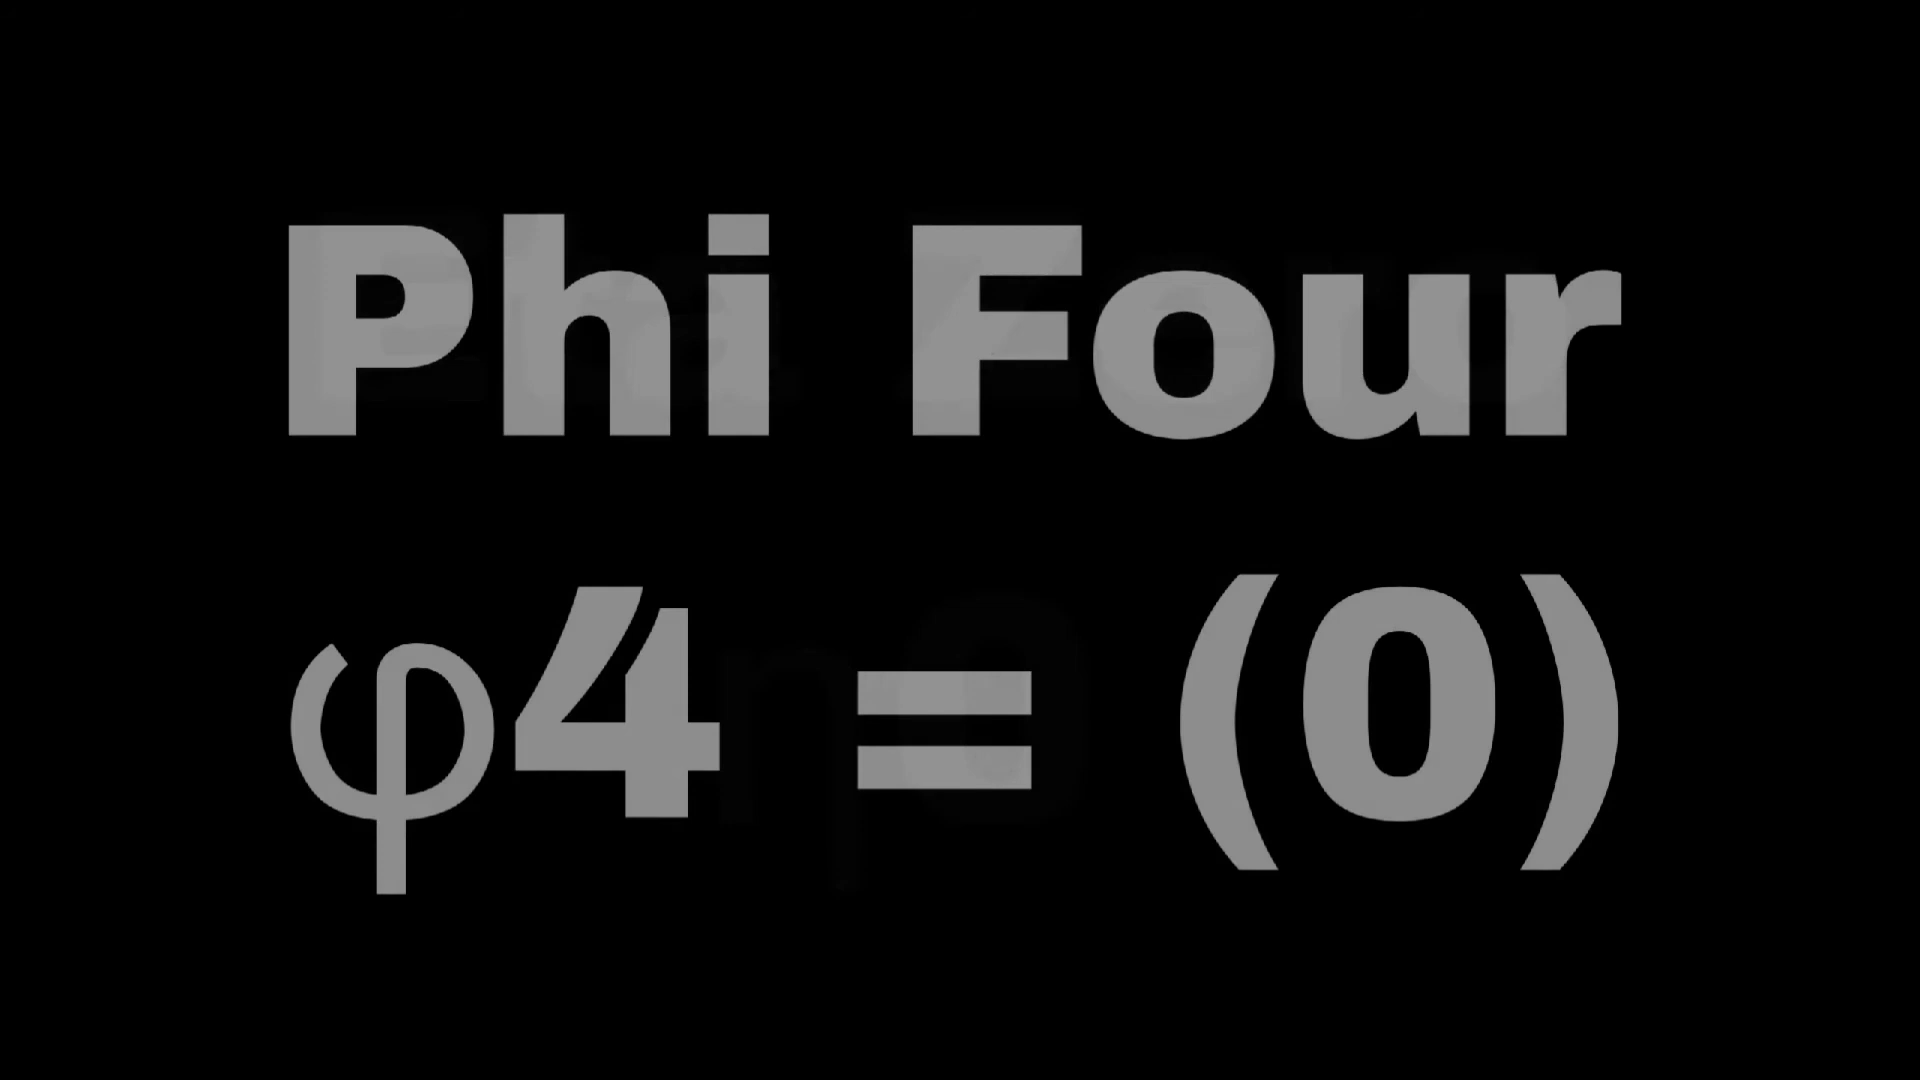 Phi Four
φ4 = (0)